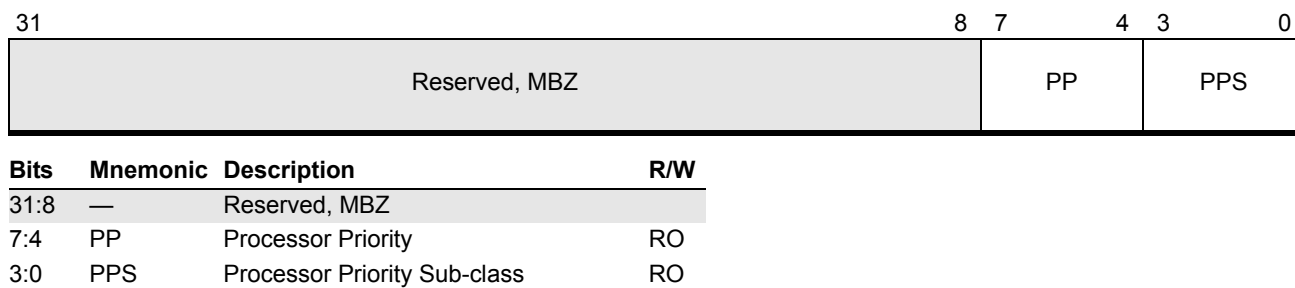 31 8 7 4 3 0
Reserved, MBZ PP PPS
Bits Mnemonic Description R/W
31:8 — Reserved, MBZ
7:4 PP Processor Priority RO
3:0 PPS Processor Priority Sub-class RO